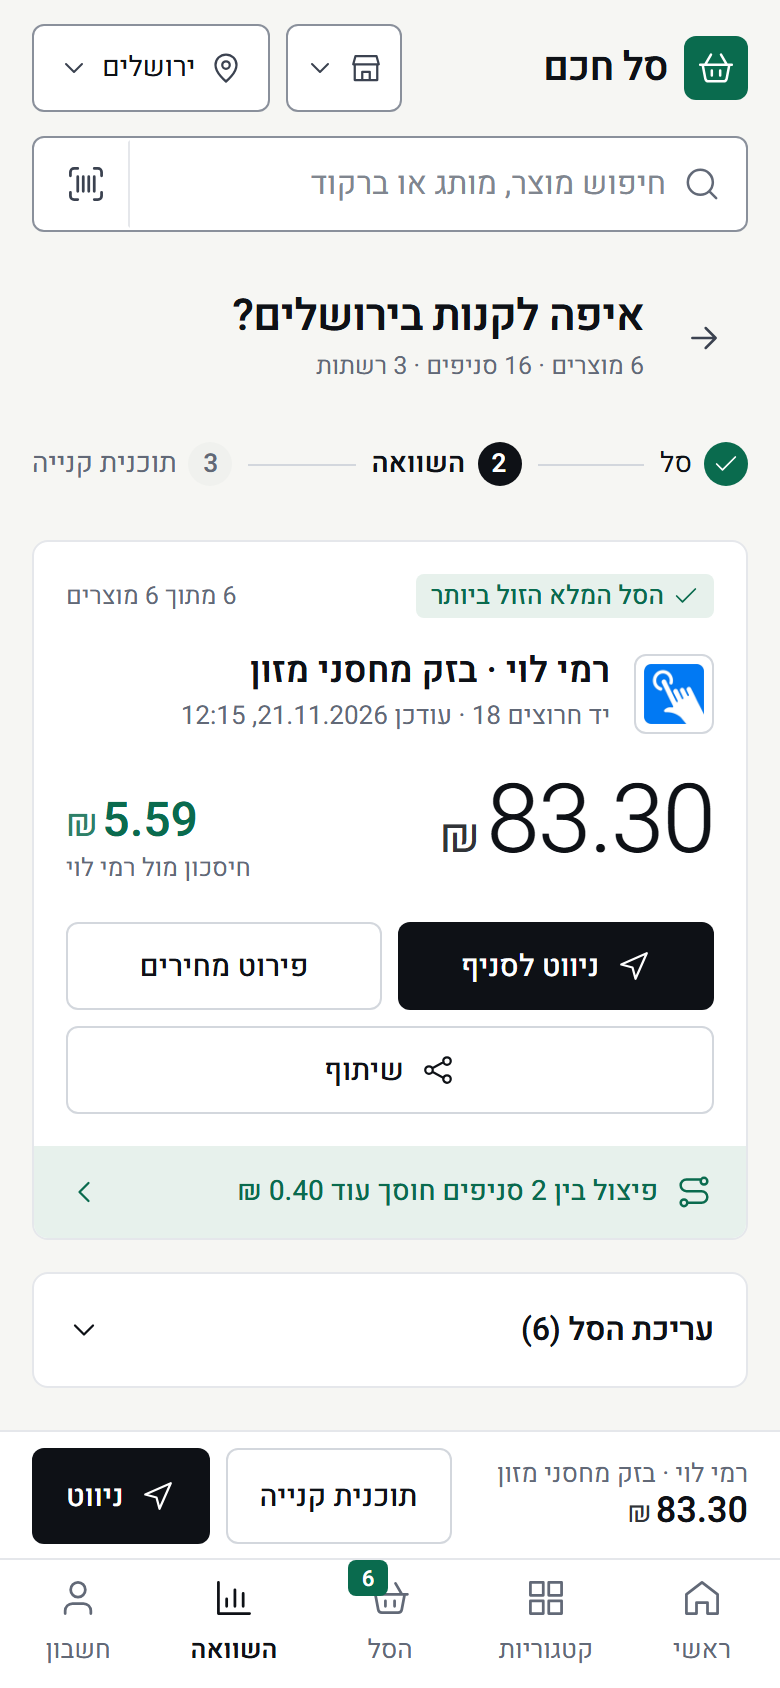 סל חכם
ירושלים
חיפוש מוצר, מותג או ברקוד
איפה לקנות בירושלים?
6 מוצרים · 16 סניפים · 3 רשתות
סל
2 השוואה
3 תוכנית קנייה
הסל המלא הזול ביותר
6 מתוך 6 מוצרים
רמי לוי · בזק מחסני מזון
יד חרוצים 18 · עודכן 21.11.2026, 12:15
83.30 ₪
5.59 ₪
חיסכון מול רמי לוי
ניווט לסניף
פירוט מחירים
שיתוף
פיצול בין 2 סניפים חוסך עוד 0.40 ₪
עריכת הסל (6)
רמי לוי · בזק מחסני מזון
83.30 ₪
תוכנית קנייה
ניווט
ראשי
קטגוריות
6
הסל
השוואה
חשבון